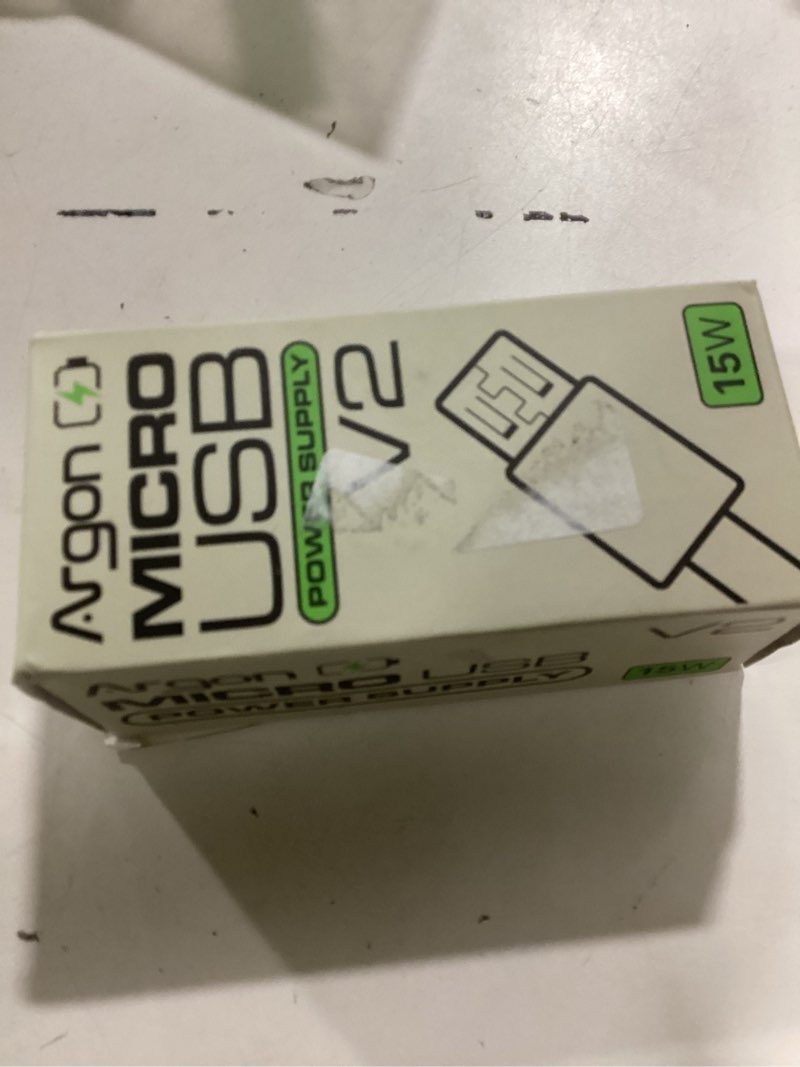 Argon
MICRO
USB
POWER SUPPLY
V2
15W
Argon
MICRO USB
POWER SUPPLY
V2
15W